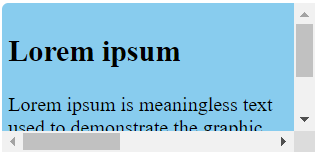 Lorem ipsum
Lorem ipsum is meaningless text
used to demonstrate the graphic